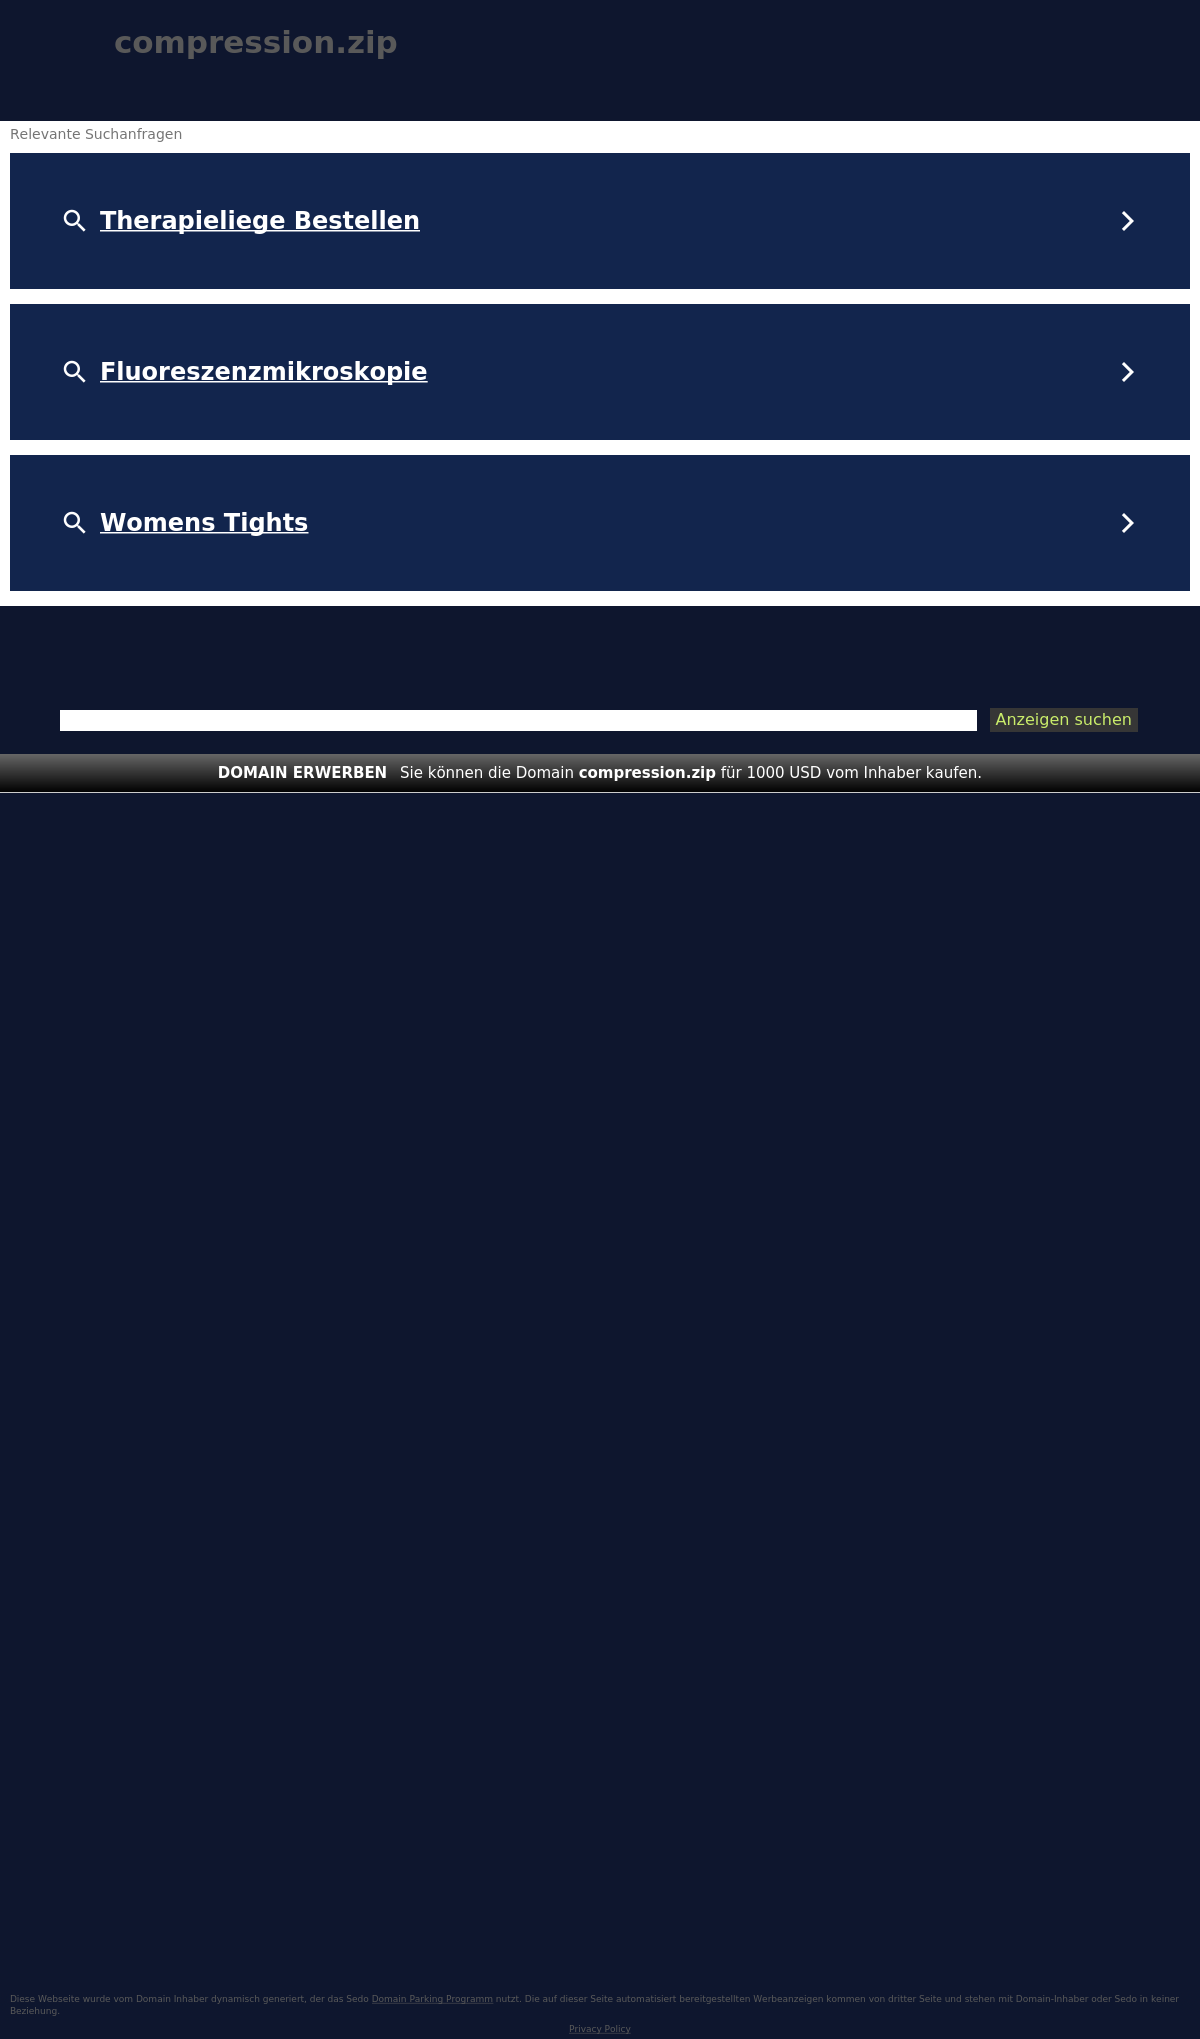 compression.zip
Relevante Suchanfragen
Therapieliege Bestellen
Fluoreszenzmikroskopie
Womens Tights
Anzeigen suchen
DOMAIN ERWERBEN Sie können die Domain compression.zip für 1000 USD vom Inhaber kaufen.
Diese Webseite wurde vom Domain Inhaber dynamisch generiert, der das Sedo Domain Parking Programm nutzt. Die auf dieser Seite automatisiert bereitgestellten Werbeanzeigen kommen von dritter Seite und stehen mit Domain-Inhaber oder Sedo in keiner
Beziehung.
Privacy Policy